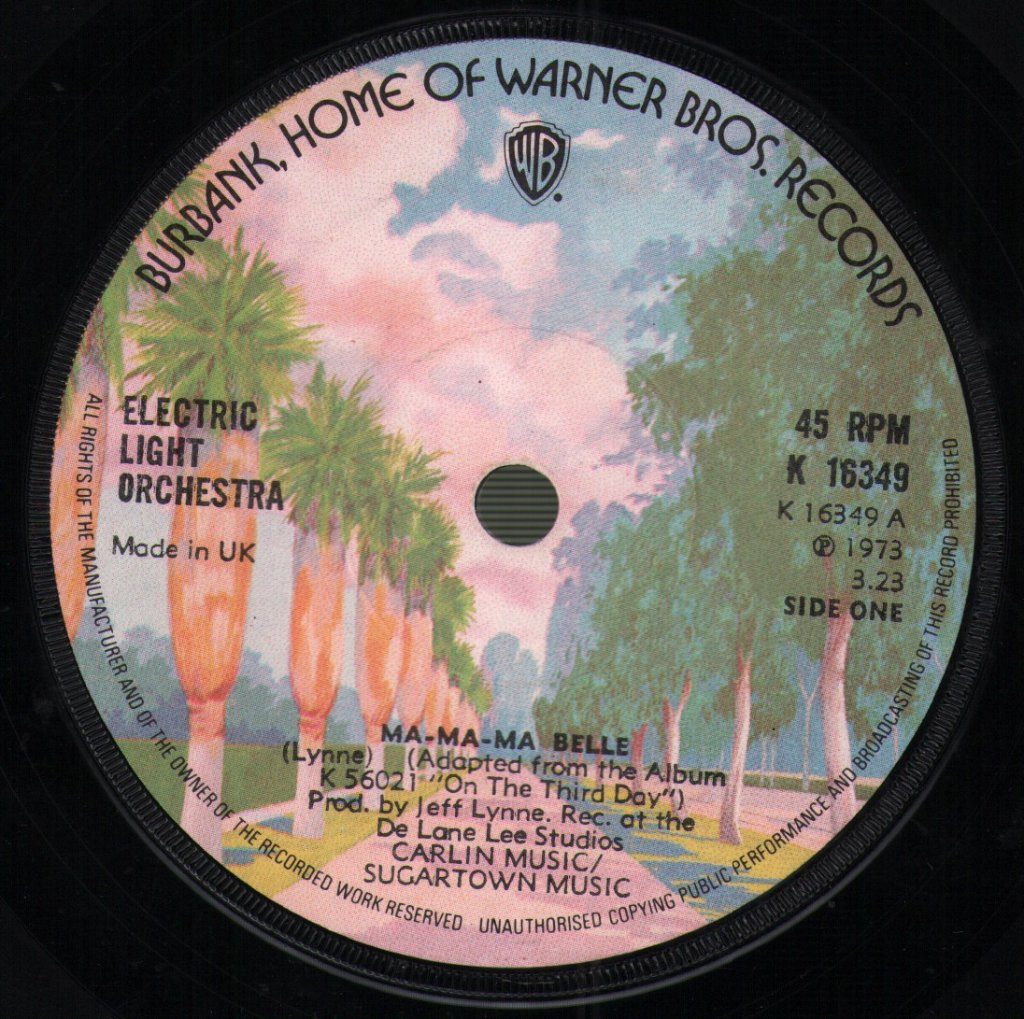 BURBANK, HOME OF WARNER BROS. RECORDS
WB
ELECTRIC
LIGHT
ORCHESTRA
Made in UK
45 RPM
K 16349
K 16349 A
℗ 1973
3.23
SIDE ONE
MA-MA-MA BELLE
(Lynne) (Adapted from the Album
K 56021 "On The Third Day")
Prod. by Jeff Lynne. Rec. at the
De Lane Lee Studios
CARLIN MUSIC/
SUGARTOWN MUSIC
ALL RIGHTS OF THE MANUFACTURER AND OF THE OWNER OF THE RECORDED WORK RESERVED UNAUTHORISED COPYING PUBLIC PERFORMANCE AND BROADCASTING OF THIS RECORD PROHIBITED